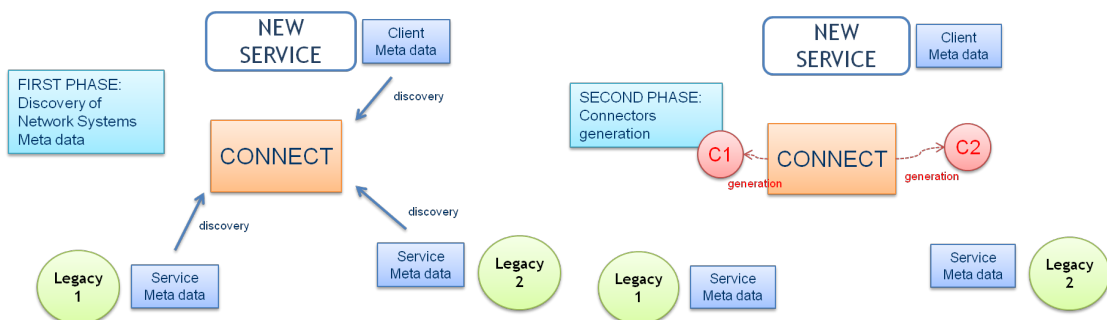 NEW
SERVICE
Client
Meta data
FIRST PHASE:
Discovery of
Network Systems
Meta data
discovery
CONNECT
discovery
discovery
Legacy
1
Service
Meta data
Service
Meta data
Legacy
2
NEW
SERVICE
Client
Meta data
SECOND PHASE:
Connectors
generation
C1
CONNECT
C2
generation
generation
Legacy
1
Service
Meta data
Service
Meta data
Legacy
2